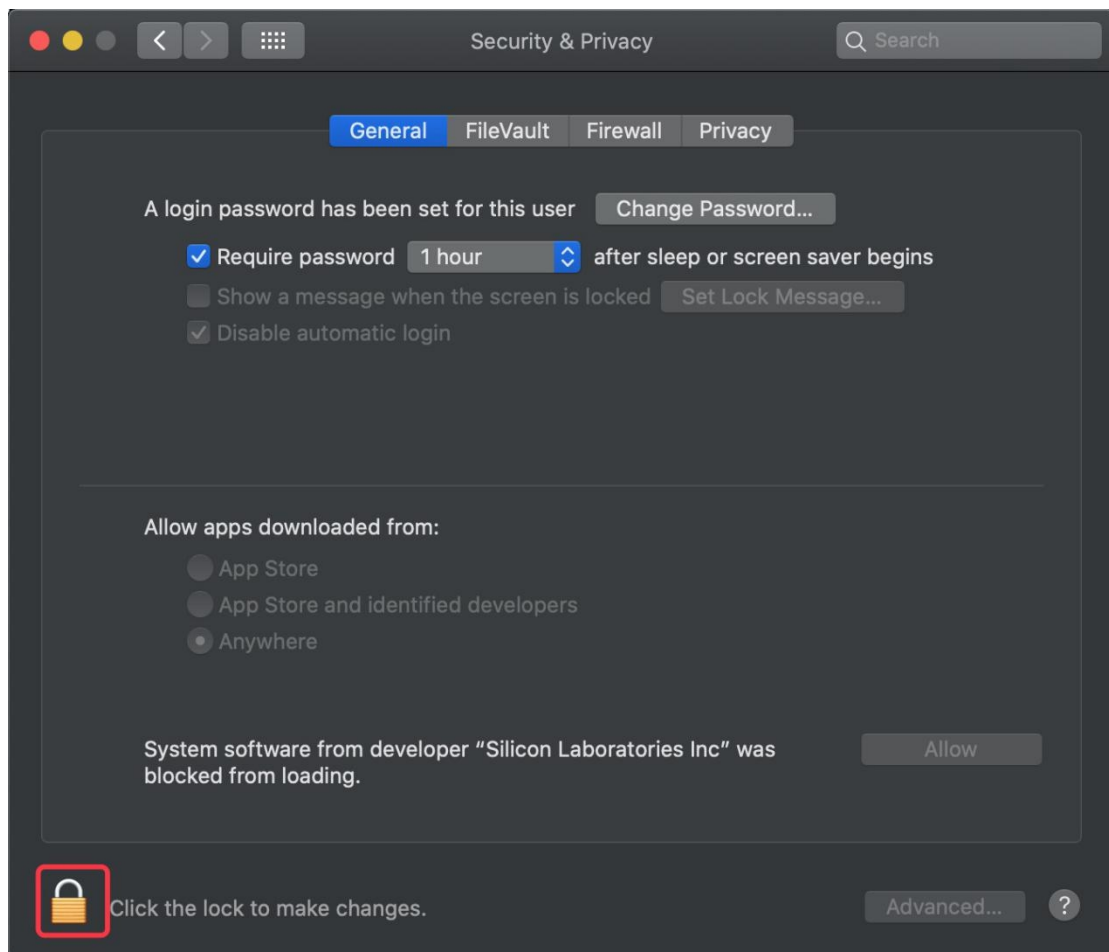 Security & Privacy
Search
General
FileVault
Firewall
Privacy
A login password has been set for this user
Change Password...
Require password
1 hour
after sleep or screen saver begins
Show a message when the screen is locked
Set Lock Message...
Disable automatic login
Allow apps downloaded from:
App Store
App Store and identified developers
Anywhere
System software from developer “Silicon Laboratories Inc” was
blocked from loading.
Allow
Click the lock to make changes.
Advanced...
?